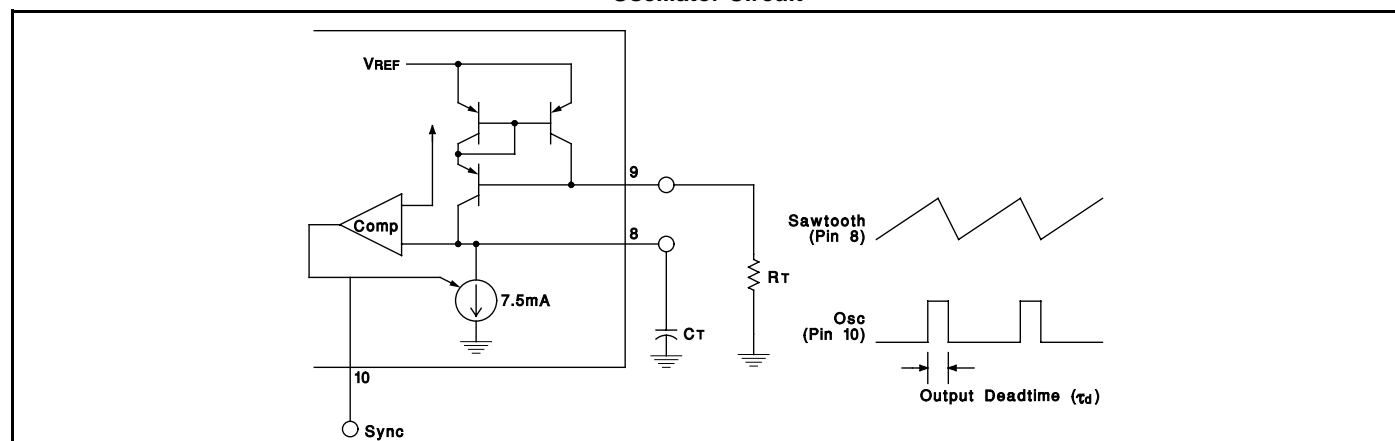 VREF
9
Comp
8
7.5mA
RT
CT
10
Sync
Sawtooth
(Pin 8)
Osc
(Pin 10)
Output Deadtime (τd)